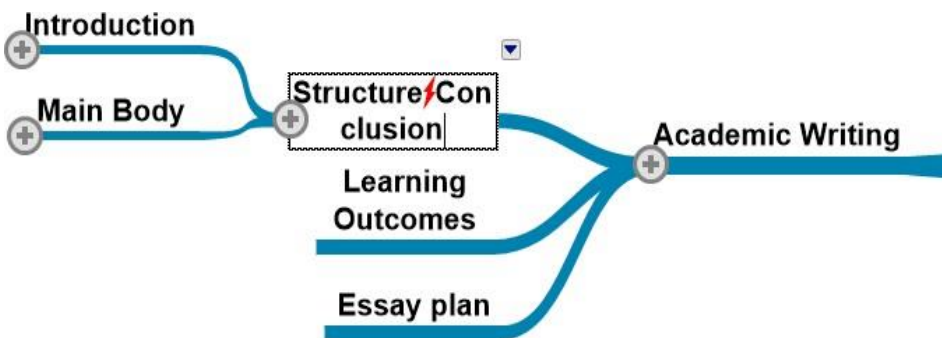 Introduction
Main Body
Structure⚡Con
clusion
Academic Writing
Learning
Outcomes
Essay plan